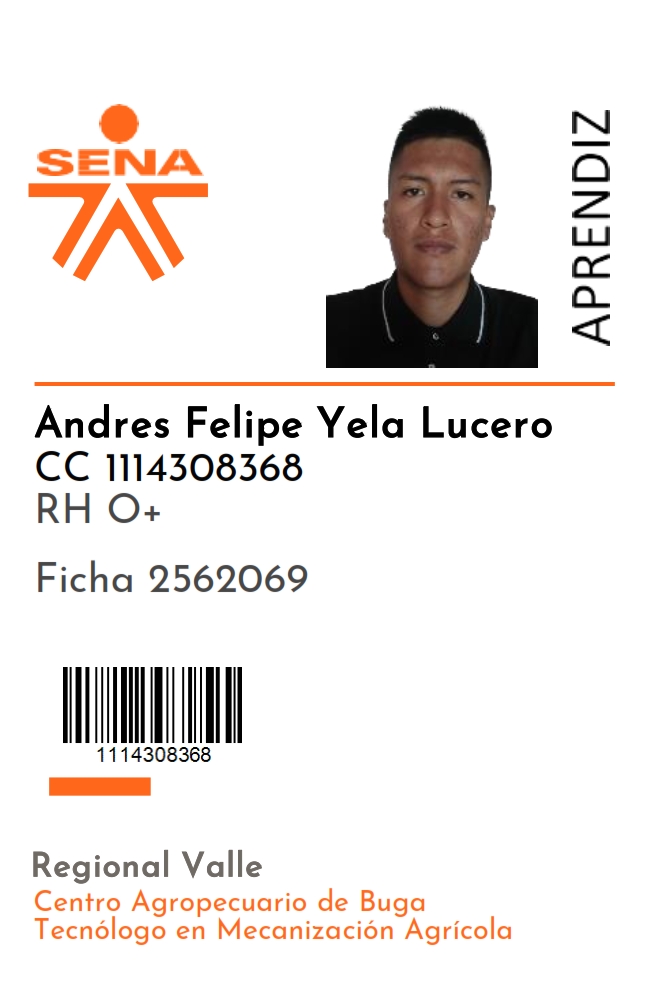 SENA
APRENDIZ
Andres Felipe Yela Lucero
CC 1114308368
RH O+
Ficha 2562069
1114308368
Regional Valle
Centro Agropecuario de Buga
Tecnólogo en Mecanización Agrícola